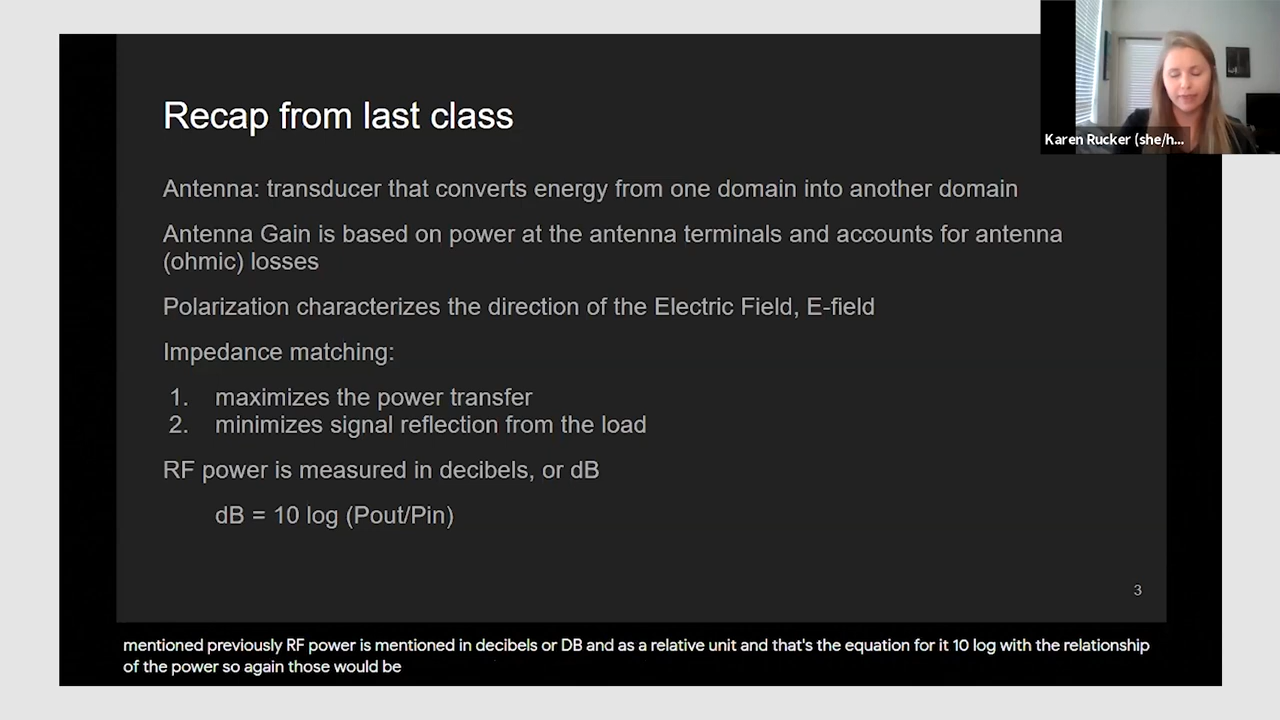 Recap from last class
Karen Rucker (she/h...
Antenna: transducer that converts energy from one domain into another domain
Antenna Gain is based on power at the antenna terminals and accounts for antenna
(ohmic) losses
Polarization characterizes the direction of the Electric Field, E-field
Impedance matching:
1. maximizes the power transfer
2. minimizes signal reflection from the load
RF power is measured in decibels, or dB
dB = 10 log (Pout/Pin)
3
mentioned previously RF power is mentioned in decibels or DB and as a relative unit and that's the equation for it 10 log with the relationship
of the power so again those would be